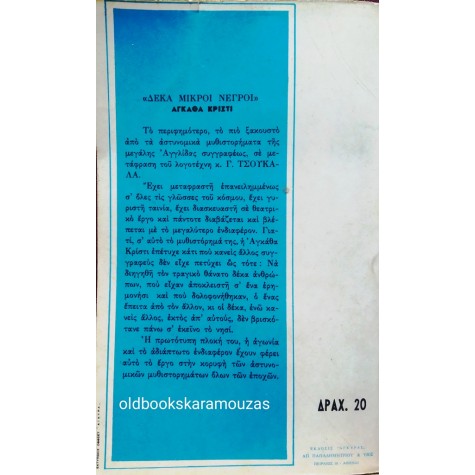 «ΔΕΚΑ ΜΙΚΡΟΙ ΝΕΓΡΟΙ»
ΑΓΚΑΘΑ ΚΡΙΣΤΙ
Τὸ περιφημότερο, τὸ πιὸ ξακουστὸ
ἀπὸ τὰ ἀστυνομικὰ μυθιστορήματα τῆς
μεγάλης Ἀγγλίδος συγγραφέως, σὲ με-
τάφραση τοῦ λογοτέχνη κ. Γ. ΤΣΟΥΚΑ-
ΛΑ.
Ἔχει μεταφραστῆ ἐπανειλημμένως
σ' ὅλες τὶς γλῶσσες τοῦ κόσμου, ἔχει γυ-
ριστῆ ταινία, ἔχει διασκευαστῆ σὲ θεατρι-
κὸ ἔργο καὶ πάντοτε διαβάζεται καὶ βλέ-
πεται μὲ τὸ μεγαλύτερο ἐνδιαφέρον. Για-
τί, σ' αὐτὸ τὸ μυθιστόρημά της, ἡ Ἀγκάθα
Κρίστι ἐπέτυχε κάτι ποὺ κανεὶς ἄλλος συγ-
γραφεὺς δὲν εἶχε πετύχει ὣς τότε: Νὰ
διηγηθῆ τὸν τραγικὸ θάνατο δέκα ἀνθρώ-
πων, ποὺ εἶχαν ἀποκλειστῆ σ' ἕνα ἐρη-
μονήσι καὶ ποὺ δολοφονήθηκαν, ὁ ἕνας
ἔπειτα ἀπὸ τὸν ἄλλον, κι οἱ δέκα, ἐνῶ κα-
νεὶς ἄλλος, ἐκτὸς ἀπ' αὐτούς, δὲν βρισκό-
τανε πάνω σ' ἐκεῖνο τὸ νησί.
Ἡ πρωτότυπη πλοκή του, ἡ ἀγωνία
καὶ τὸ ἀδιάπτωτο ἐνδιαφέρον ἔχουν φέρει
αὐτὸ τὸ ἔργο στὴν κορυφὴ τῶν ἀστυνο-
μικῶν μυθιστορημάτων ὅλων τῶν ἐποχῶν.
oldbookskaramouzas
ΔΡΑΧ. 20